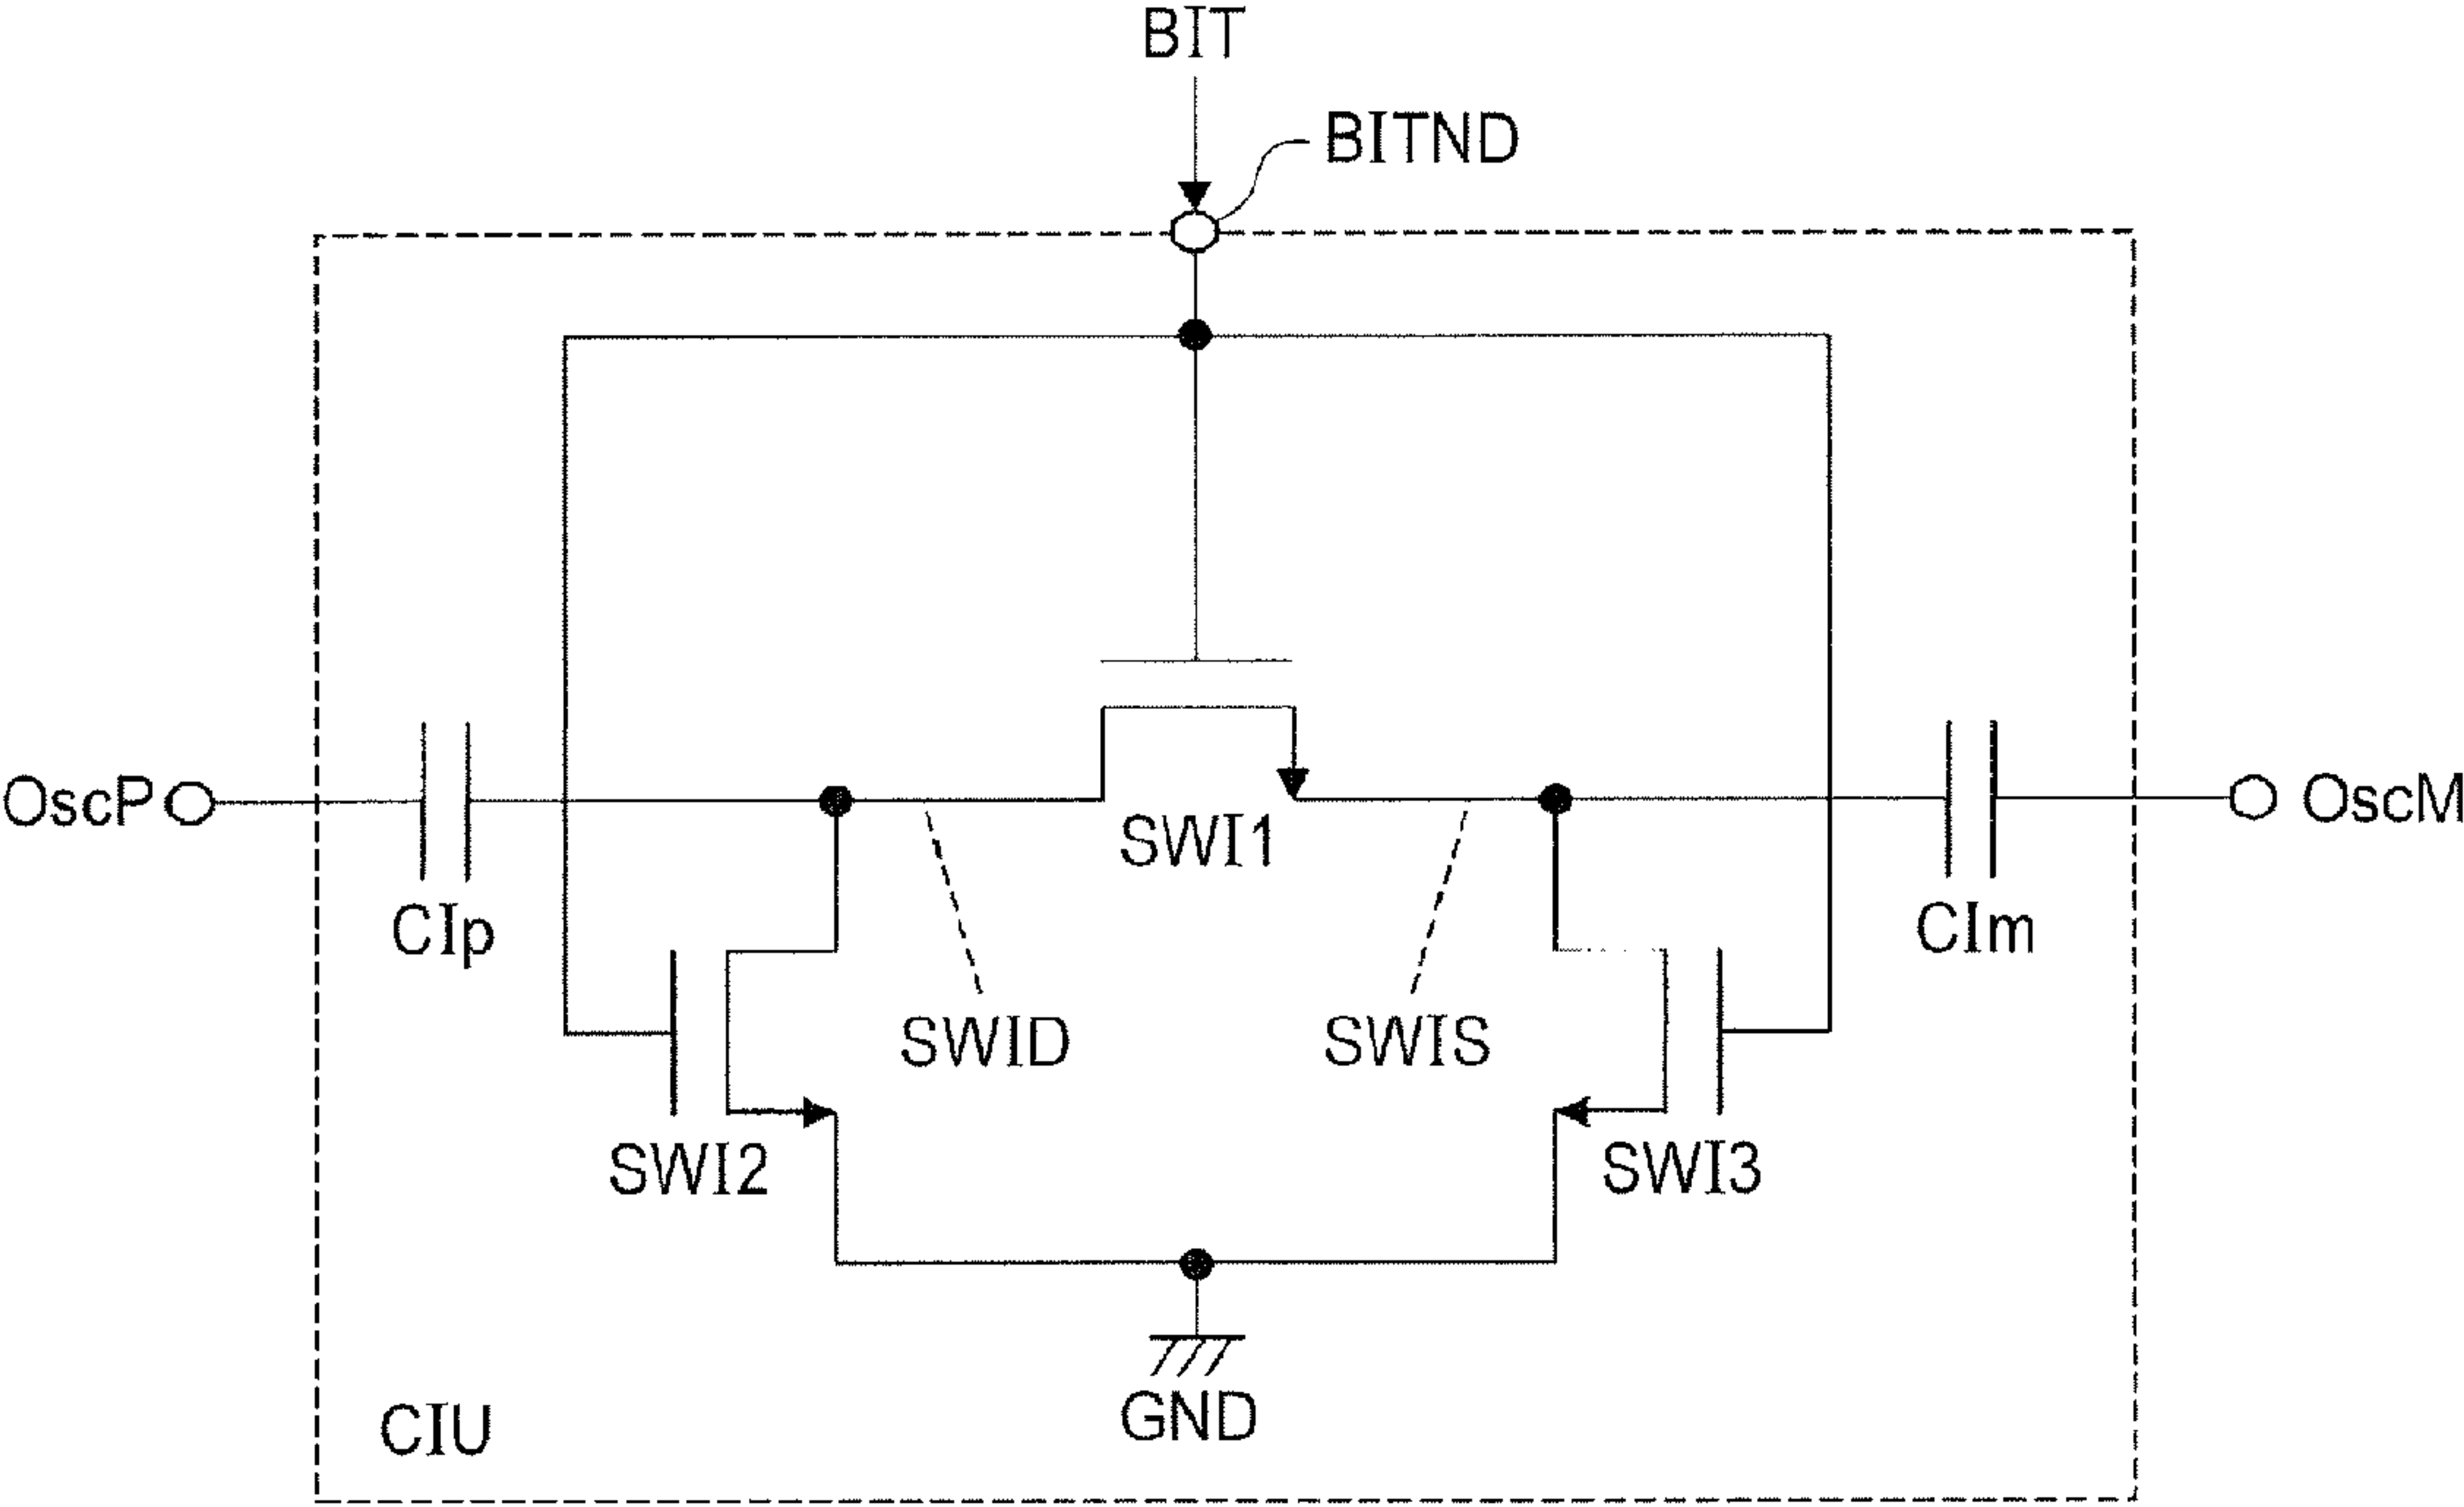 BIT
BITND
OscP
SWI1
OscM
CIp
CIm
SWID
SWIS
SWI2
SWI3
GND
CIU